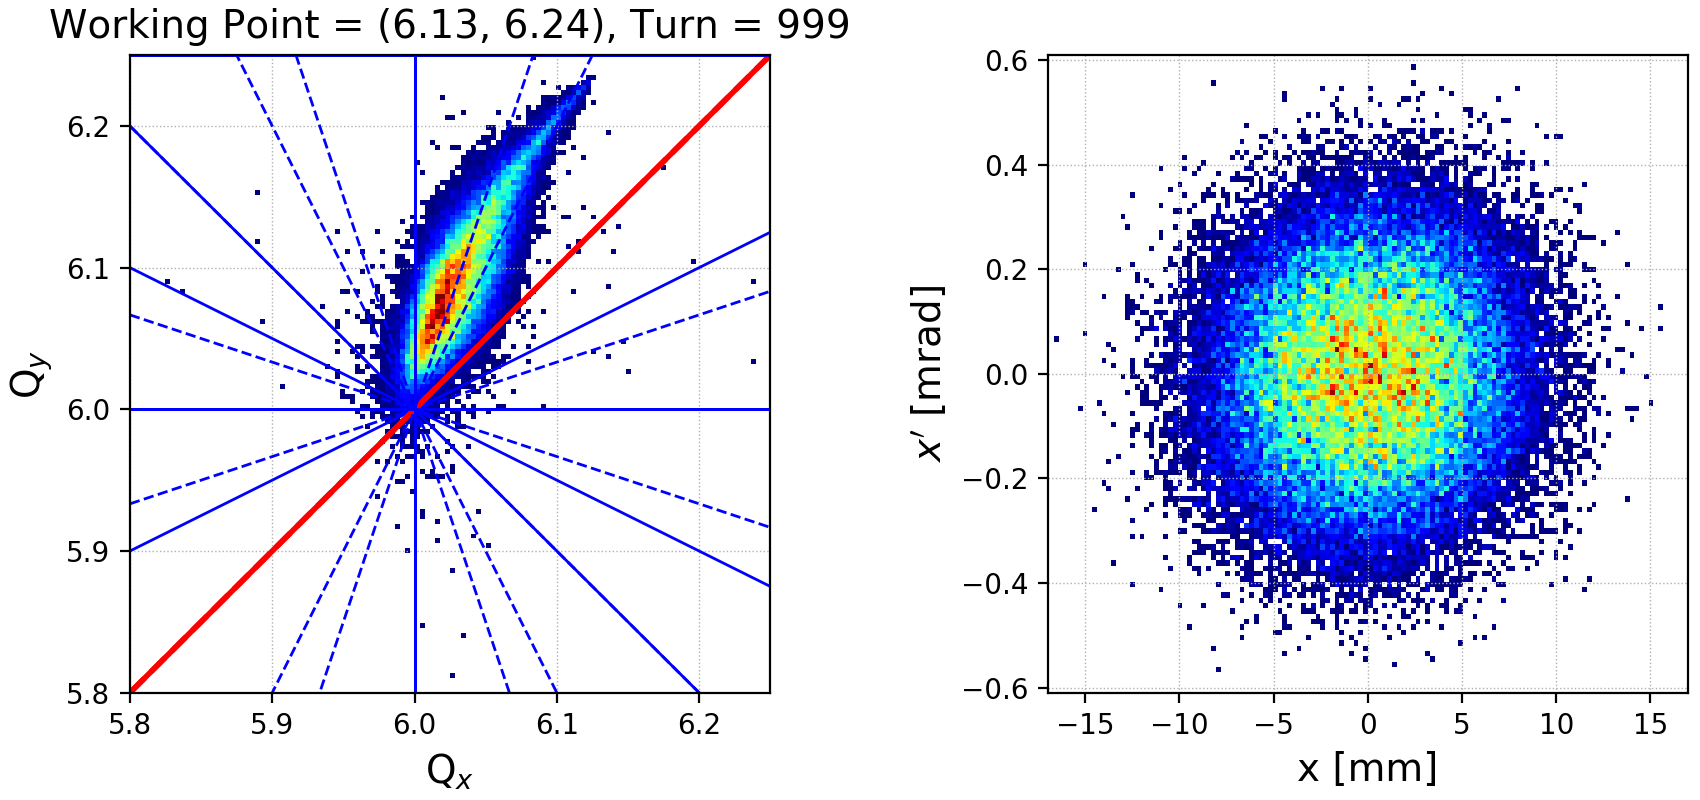 Working Point = (6.13, 6.24), Turn = 999
6.2
6.1
6.0
5.9
5.8
Qy
5.8 5.9 6.0 6.1 6.2
Qx
0.6
0.4
0.2
0.0
−0.2
−0.4
−0.6
x′ [mrad]
−15 −10 −5 0 5 10 15
x [mm]